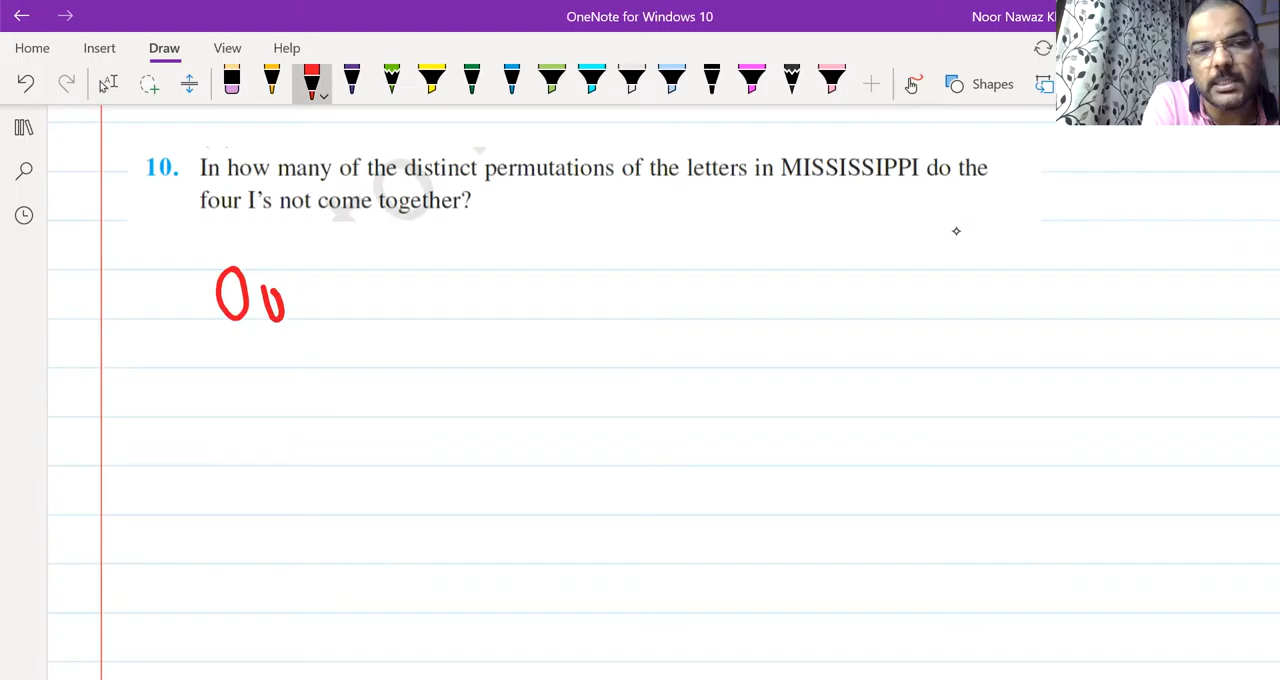 OneNote for Windows 10
Noor Nawaz
Home Insert Draw View Help
Shapes
10. In how many of the distinct permutations of the letters in MISSISSIPPI do the
four I's not come together?